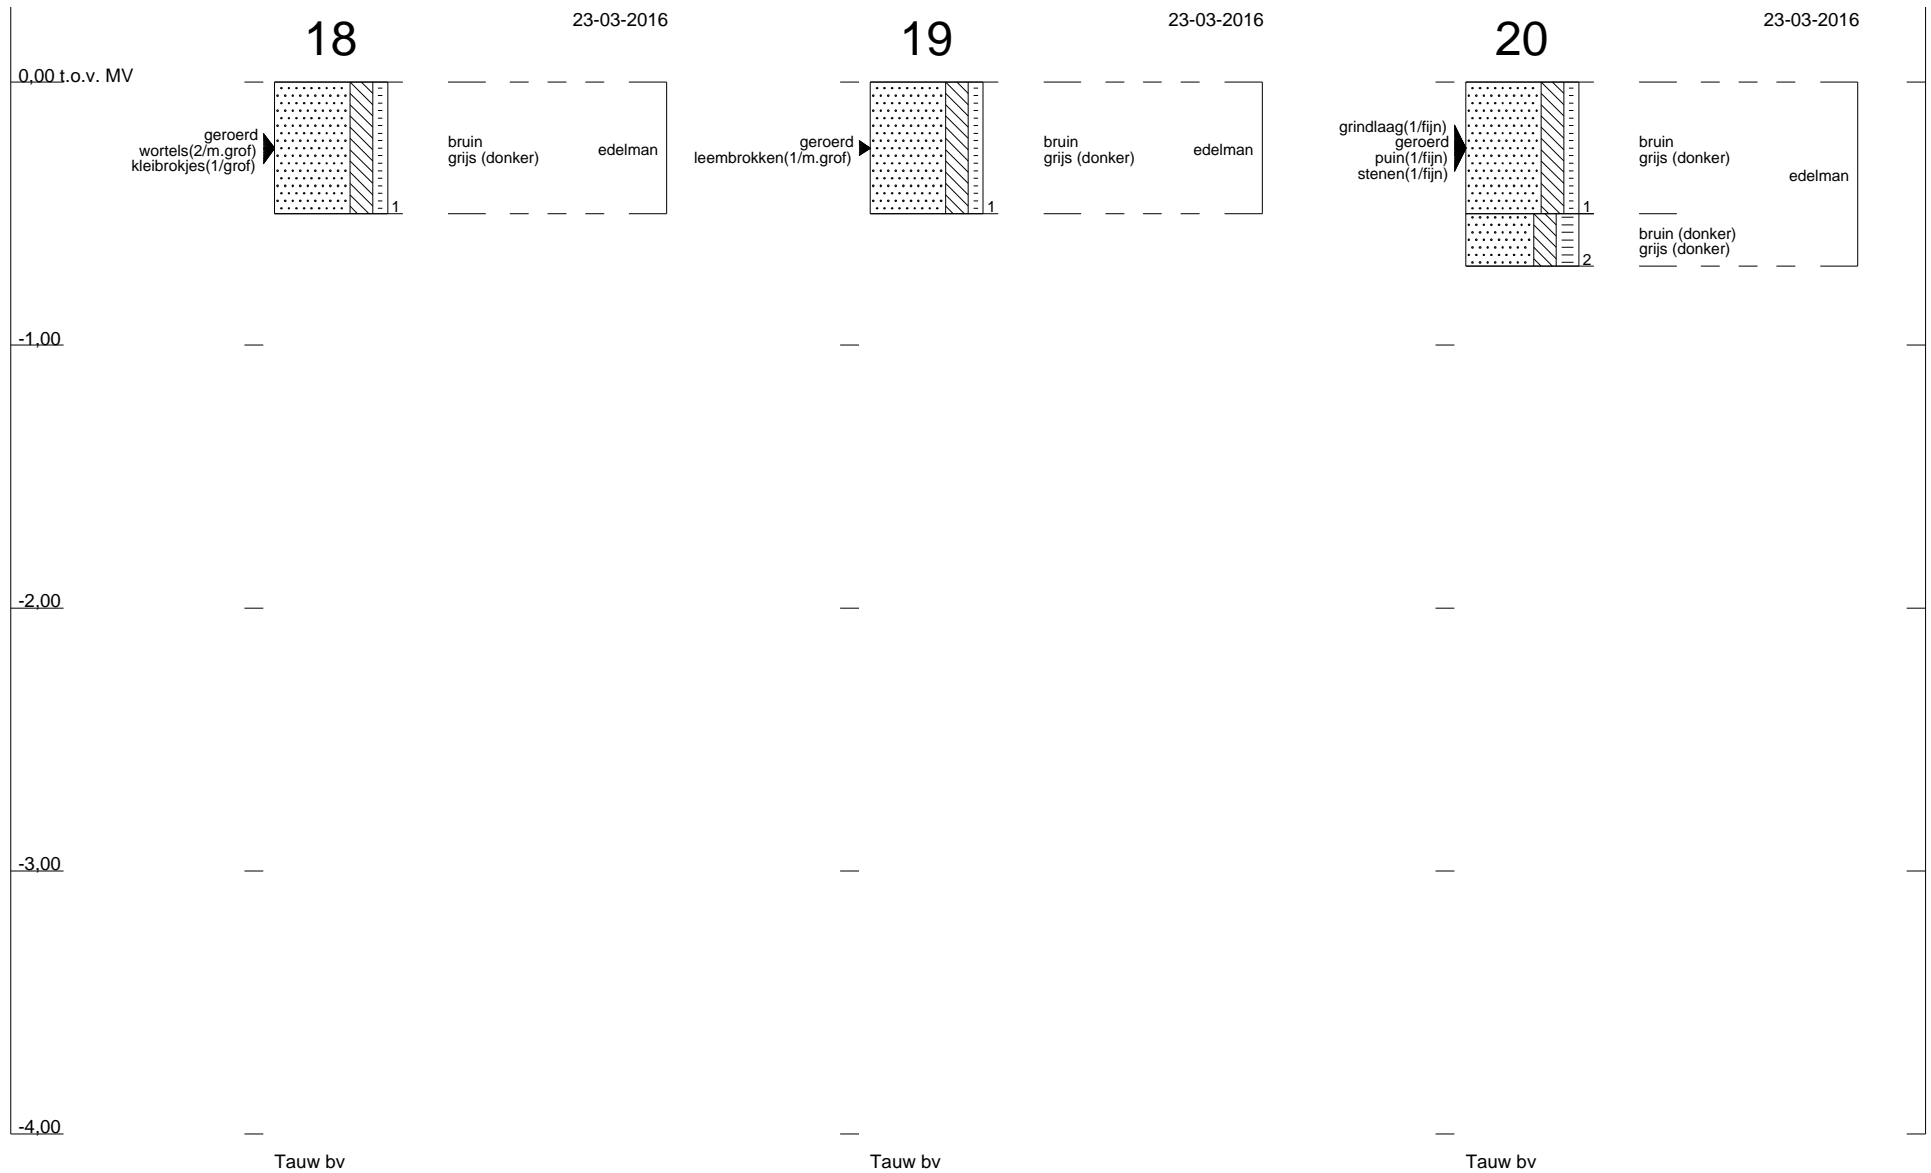 18
23-03-2016
19
23-03-2016
20
23-03-2016
0,00 t.o.v. MV
geroerd
wortels(2/m.grof)
kleibrokjes(1/grof)
1
bruin
grijs (donker)
edelman
geroerd
leembrokken(1/m.grof)
1
bruin
grijs (donker)
edelman
grindlaag(1/fijn)
geroerd
puin(1/fijn)
stenen(1/fijn)
1
2
bruin
grijs (donker)
edelman
bruin (donker)
grijs (donker)
-1,00
-2,00
-3,00
-4,00
Tauw bv
Tauw bv
Tauw bv